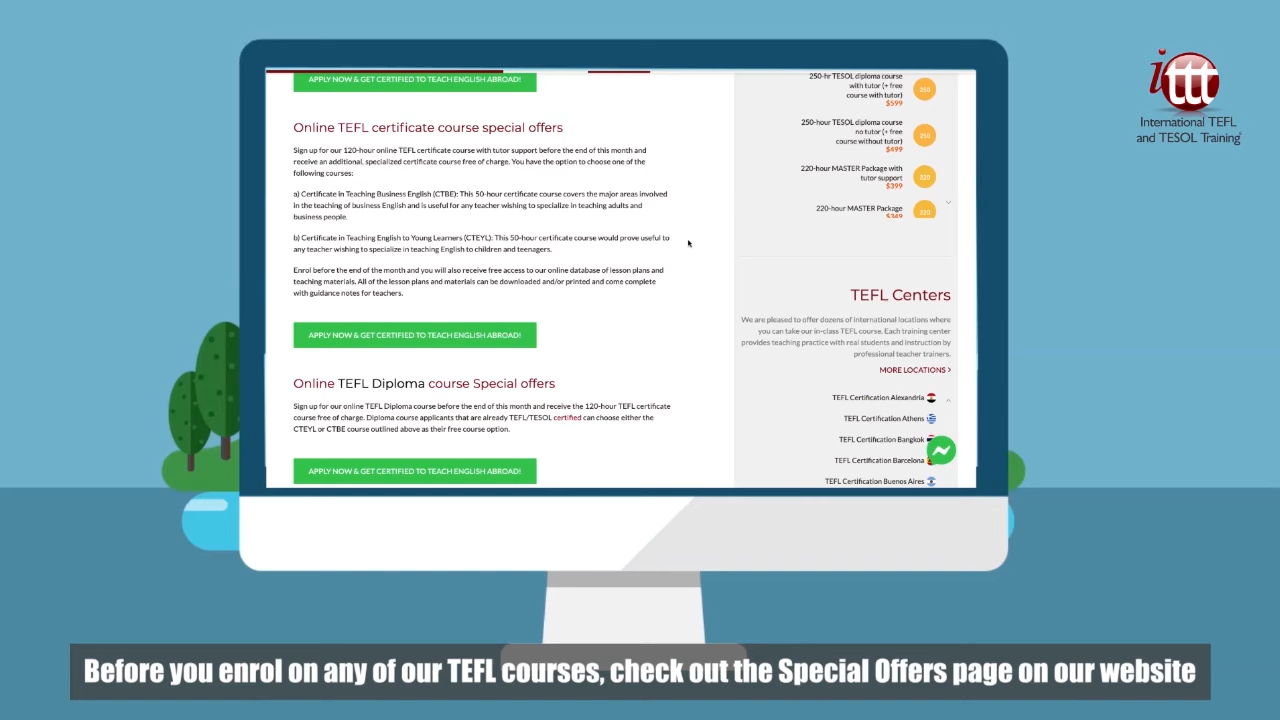 APPLY NOW & GET CERTIFIED TO TEACH ENGLISH ABROAD!
Online TEFL certificate course special offers
Sign up for our 120-hour online TEFL certificate course with tutor support before the end of this month and
receive an additional, specialized certificate course free of charge. You have the option to choose one of the
following courses:
a) Certificate in Teaching Business English (CTBE): This 50-hour certificate course covers the major areas involved
in the teaching of business English and is useful for any teacher wishing to specialize in teaching adults and
business people.
b) Certificate in Teaching English to Young Learners (CTEYL): This 50-hour certificate course would prove useful to
any teacher wishing to specialize in teaching English to children and teenagers.
Enrol before the end of the month and you will also receive free access to our online database of lesson plans and
teaching materials. All of the lesson plans and materials can be downloaded and/or printed and come complete
with guidance notes for teachers.
APPLY NOW & GET CERTIFIED TO TEACH ENGLISH ABROAD!
Online TEFL Diploma course Special offers
Sign up for our online TEFL Diploma course before the end of this month and receive the 120-hour TEFL certificate
course free of charge. Diploma course applicants that are already TEFL/TESOL certified can choose either the
CTEYL or CTBE course outlined above as their free course option.
APPLY NOW & GET CERTIFIED TO TEACH ENGLISH ABROAD!
250-hr TESOL diploma course
with tutor (+ free
course with tutor)
$599
250
250-hour TESOL diploma course
no tutor (+ free
course without tutor)
$499
250
220-hour MASTER Package with
tutor support
$399
220
220-hour MASTER Package
$349
220
TEFL Centers
We are pleased to offer dozens of international locations where
you can take our in-class TEFL course. Each training center
provides teaching practice with real students and instruction by
professional teacher trainers.
MORE LOCATIONS >
TEFL Certification Alexandria
TEFL Certification Athens
TEFL Certification Bangkok
TEFL Certification Barcelona
TEFL Certification Buenos Aires
ittt
International TEFL
and TESOL Training
Before you enrol on any of our TEFL courses, check out the Special Offers page on our website